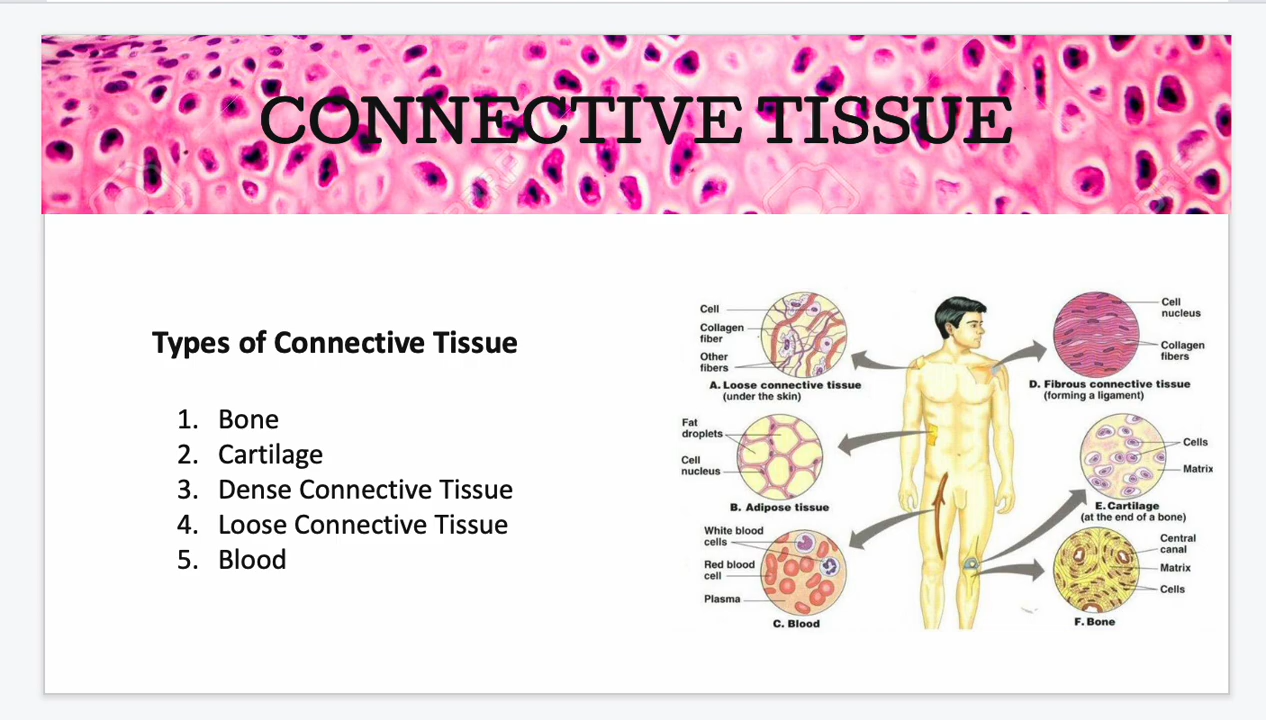 CONNECTIVE TISSUE
Types of Connective Tissue
1. Bone
2. Cartilage
3. Dense Connective Tissue
4. Loose Connective Tissue
5. Blood
Cell
Collagen
fiber
Other
fibers
A. Loose connective tissue
(under the skin)
Fat
droplets
Cell
nucleus
B. Adipose tissue
White blood
cells
Red blood
cell
Plasma
C. Blood
Cell
nucleus
Collagen
fibers
D. Fibrous connective tissue
(forming a ligament)
Cells
Matrix
E. Cartilage
(at the end of a bone)
Central
canal
Matrix
Cells
F. Bone